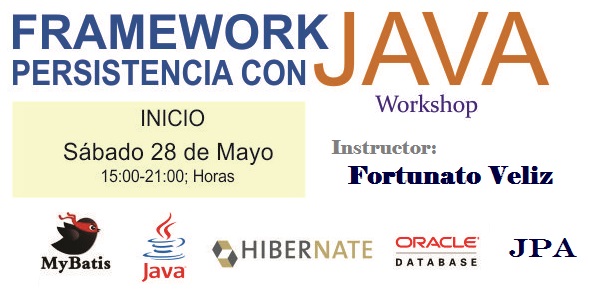 FRAMEWORK
PERSISTENCIA CON
JAVA
Workshop
INICIO
Sábado 28 de Mayo
15:00-21:00; Horas
Instructor:
Fortunato Veliz
MyBatis
Java
HIBERNATE
ORACLE
DATABASE
JPA